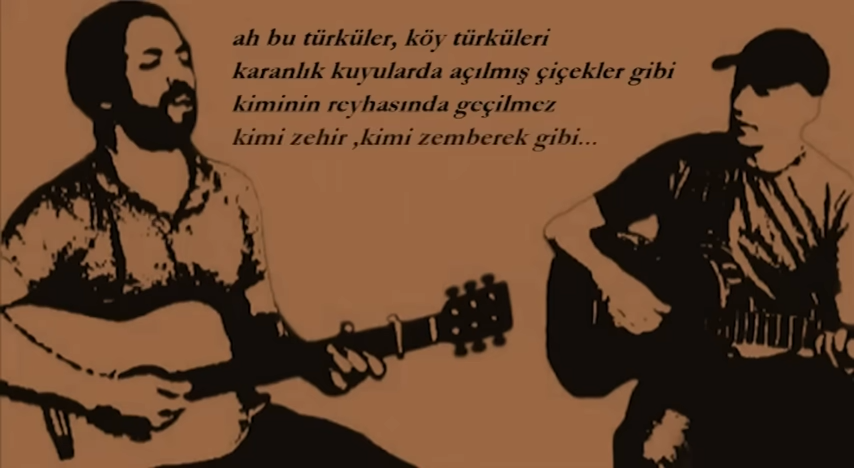 ah bu türküler, köy türküleri
karanlık kuyularda açılmış çiçekler gibi
kiminin reyhasında geçilmez
kimi zehir ,kimi zemberek gibi...